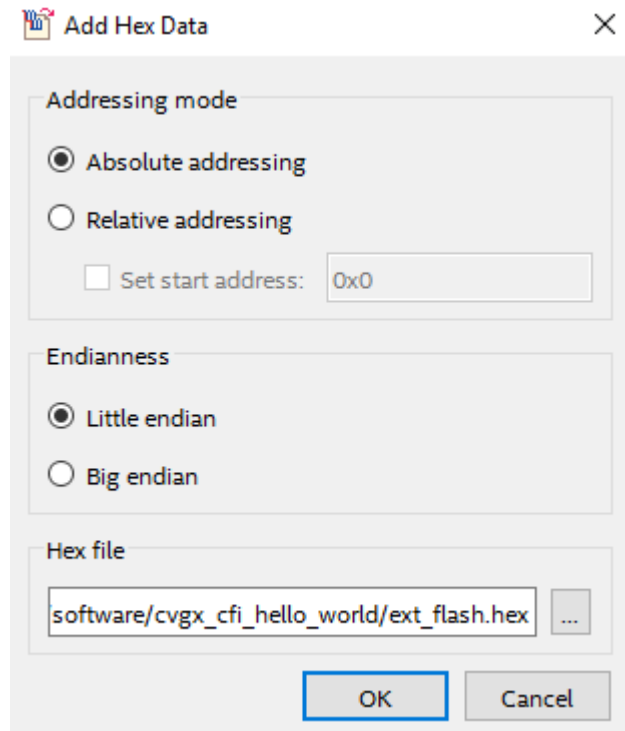 Add Hex Data
Addressing mode
Absolute addressing
Relative addressing
Set start address: 0x0
Endianness
Little endian
Big endian
Hex file
software/cvgx_cfi_hello_world/ext_flash.hex ...
OK Cancel